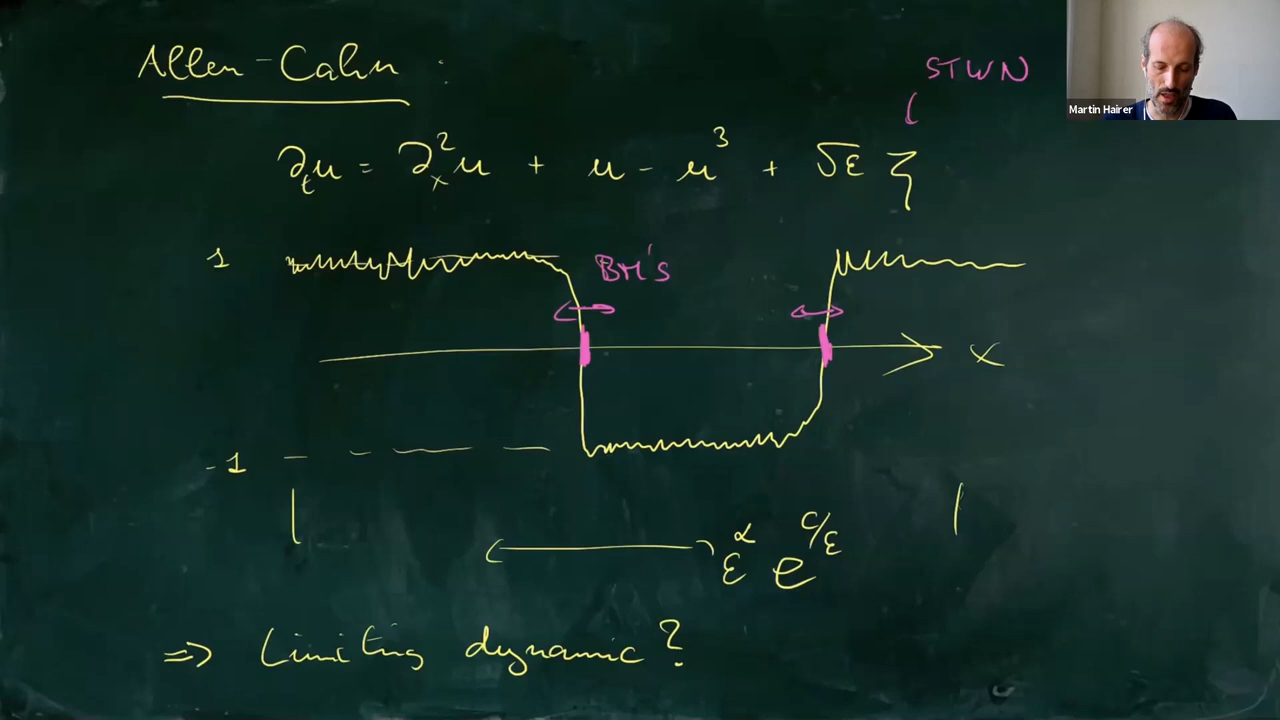 Allen-Cahn :
STWN
Martin Hairer
∂ₜu = ∂ₓ²u + u - u³ + √ε ξ
1
BM's
x
-1
ε^α e^{C/ε}
⇒ Limiting dynamic?